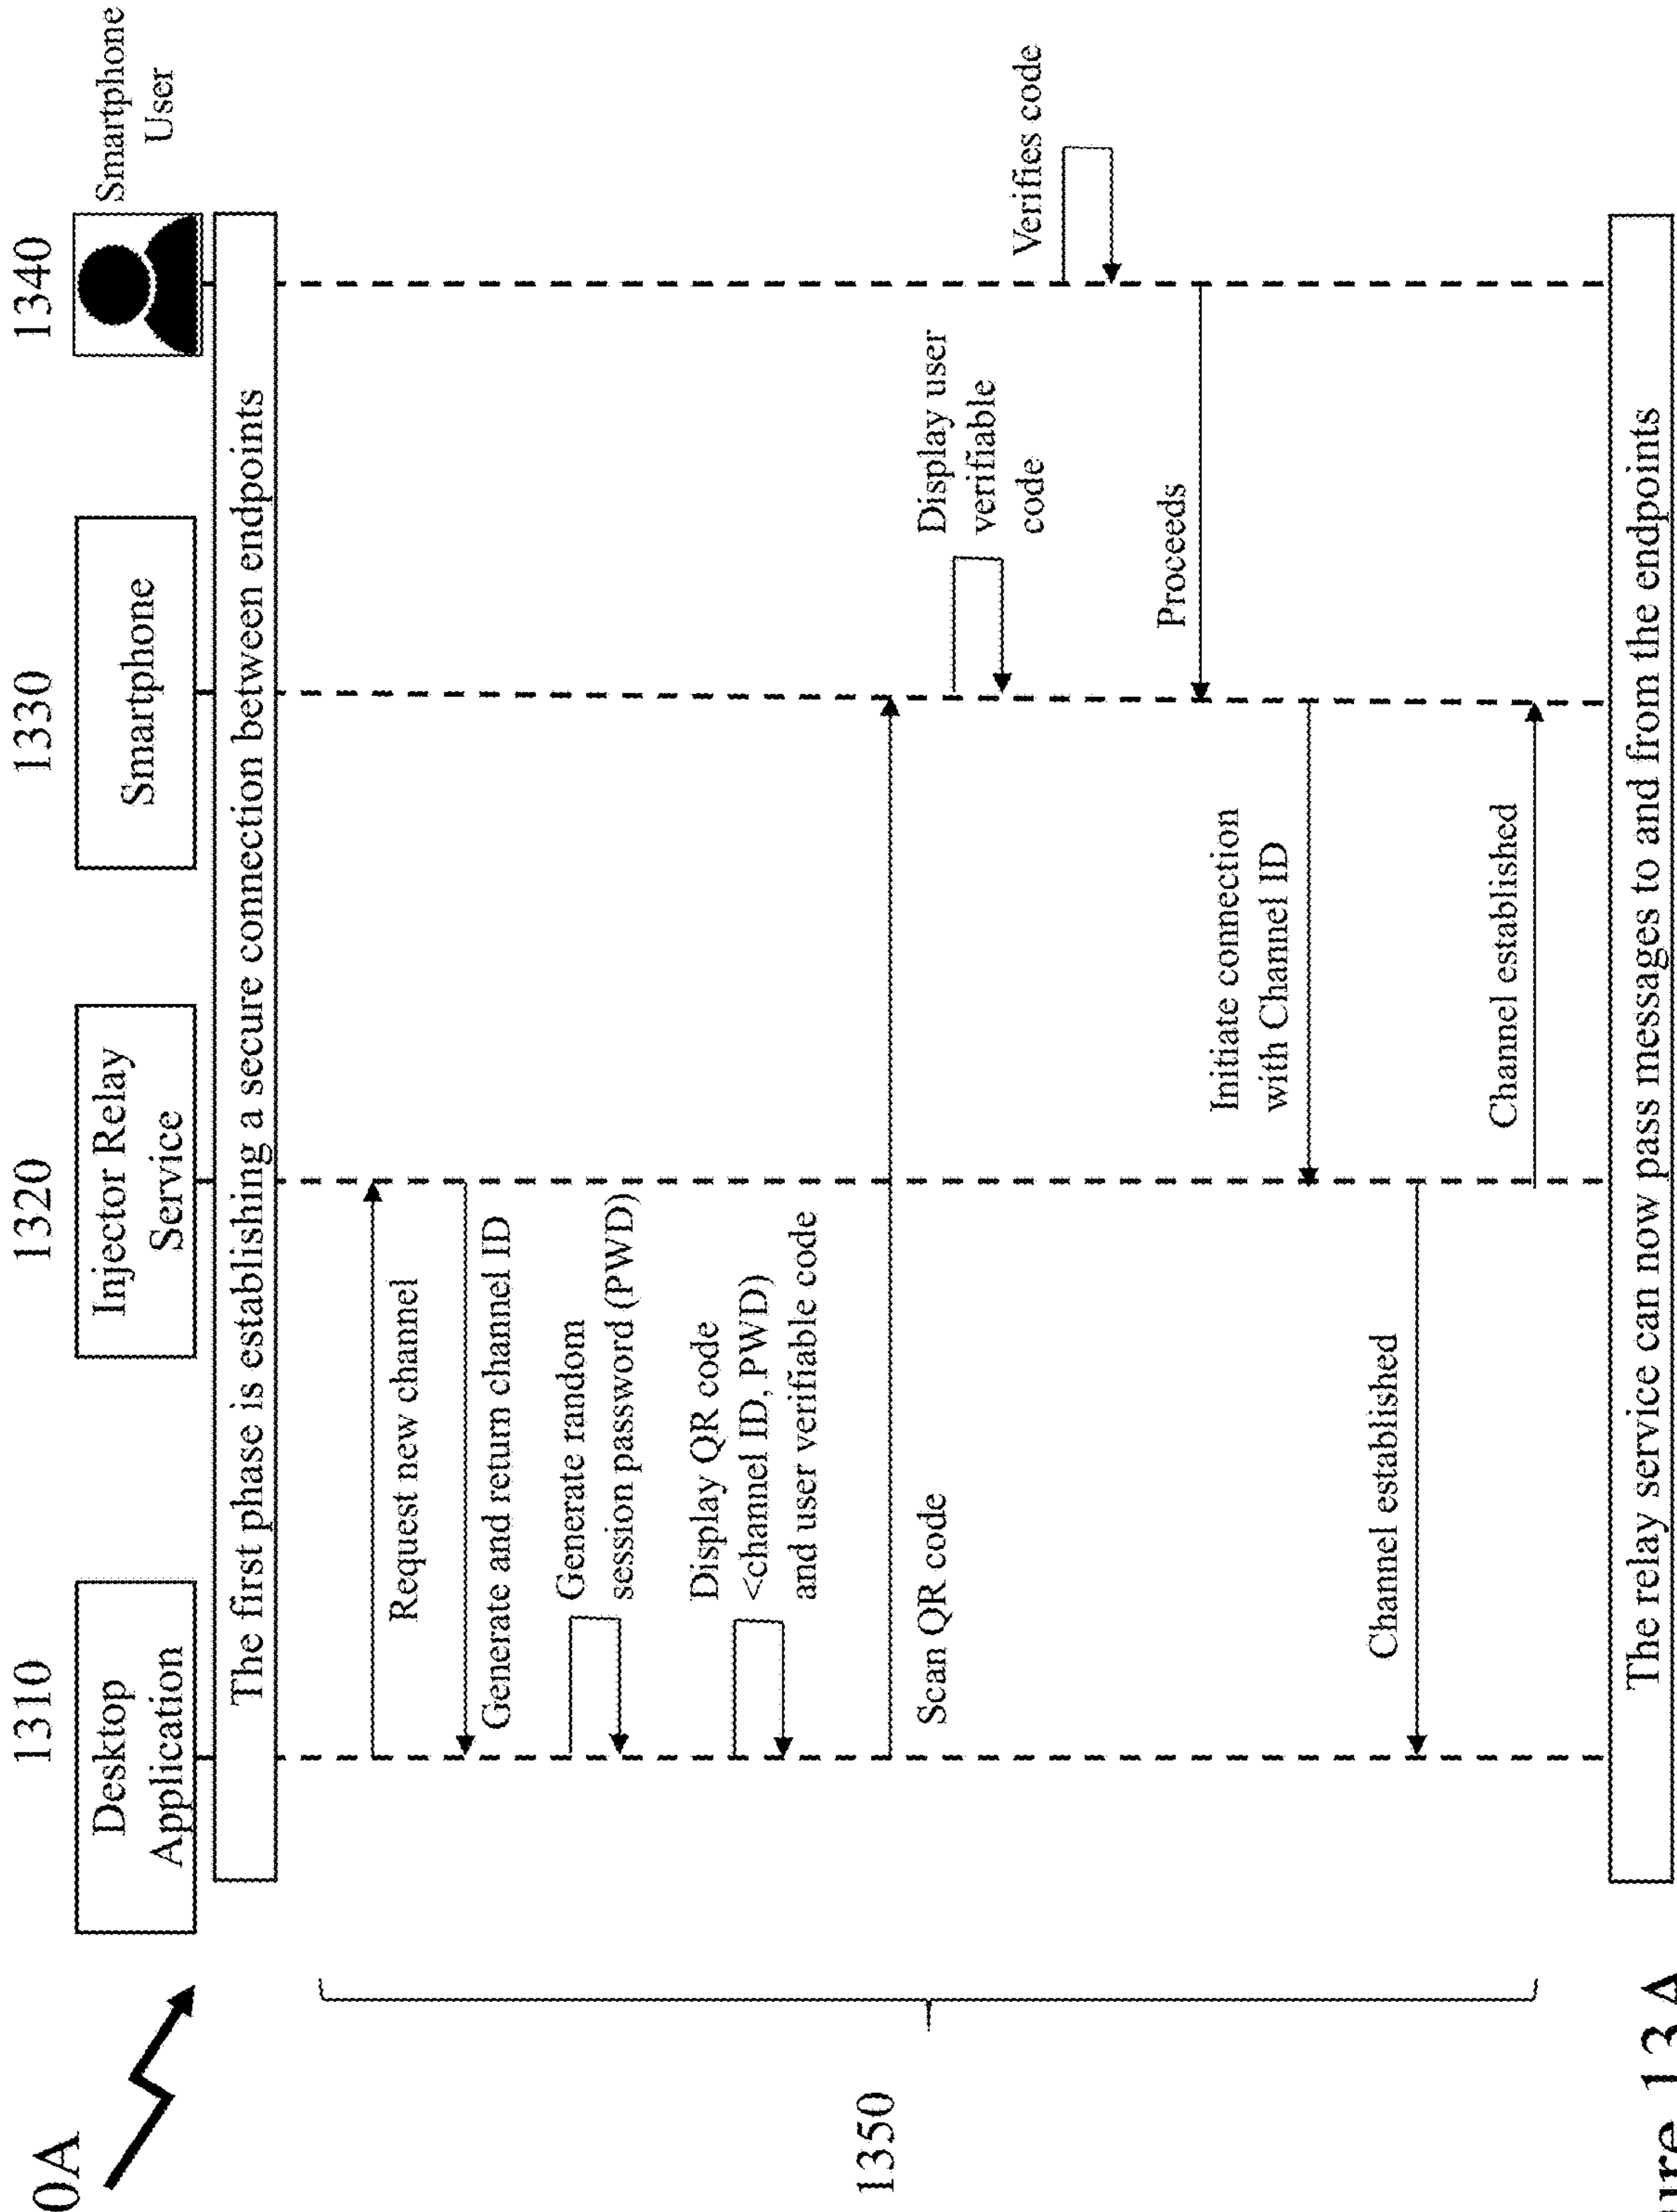 0A
1310
1320
1330
1340
Desktop
Application
Injector Relay
Service
Smartphone
Smartphone
User
The first phase is establishing a secure connection between endpoints
Request new channel
Generate and return channel ID
Generate random
session password (PWD)
Display QR code
<channel ID, PWD)
and user verifiable code
Scan QR code
Display user
verifiable
code
Verifies code
Proceeds
Initiate connection
with Channel ID
Channel established
Channel established
1350
The relay service can now pass messages to and from the endpoints
ure 13A